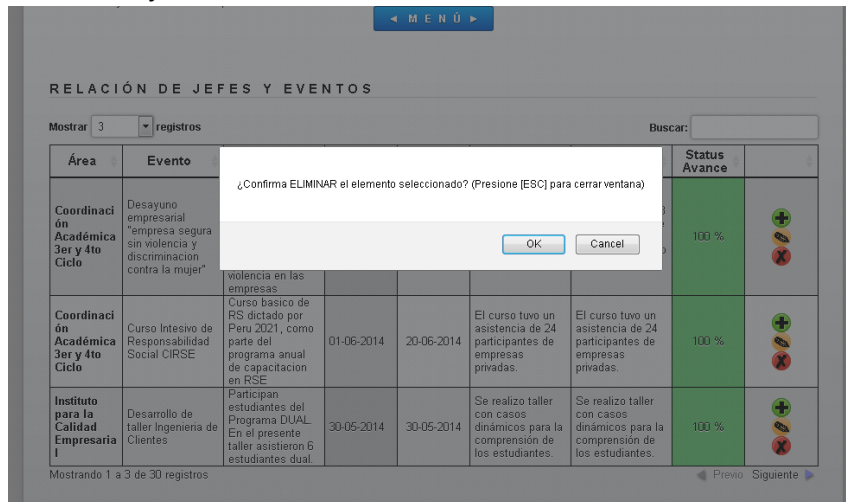 ◄ MENÚ ►
RELACIÓN DE JEFES Y EVENTOS
Mostrar 3 registros
Buscar:
Área
Evento
Status
Avance
¿Confirma ELIMINAR el elemento seleccionado? (Presione [ESC] para cerrar ventana)
OK
Cancel
Coordinaci
ón
Académica
3er y 4to
Ciclo
Desayuno
empresarial
"empresa segura
sin violencia y
discriminacion
contra la mujer"
violencia en las
empresas
100 %
Coordinaci
ón
Académica
3er y 4to
Ciclo
Curso Intesivo de
Responsabilidad
Social CIRSE
Curso basico de
RS dictado por
Peru 2021, como
parte del
programa anual
de capacitacion
en RSE
01-06-2014
20-06-2014
El curso tuvo un
asistencia de 24
participantes de
empresas
privadas.
El curso tuvo un
asistencia de 24
participantes de
empresas
privadas.
100 %
Instituto
para la
Calidad
Empresaria
l
Desarrollo de
taller Ingenieria de
Clientes
Participan
estudiantes del
Programa DUAL.
En el presente
taller asistieron 6
estudiantes dual.
30-05-2014
30-05-2014
Se realizo taller
con casos
dinámicos para la
comprensión de
los estudiantes.
Se realizo taller
con casos
dinámicos para la
comprensión de
los estudiantes.
100 %
Mostrando 1 a 3 de 30 registros
Previo
Siguiente